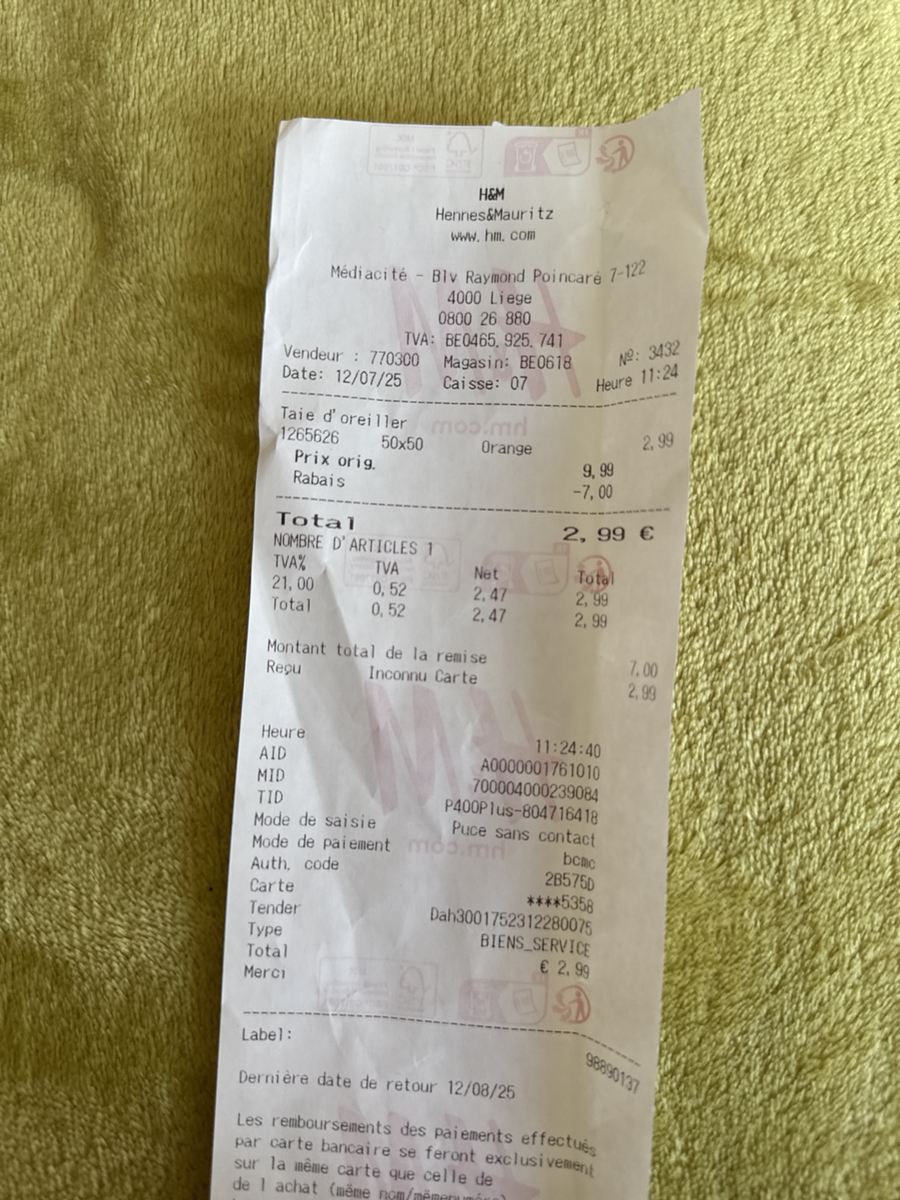 H&M
Hennes&Mauritz
www.hm.com
Médiacité - Blv Raymond Poincaré 7-122
4000 Liege
0800 26 880
TVA: BE0465.925.741
Vendeur : 770300 Magasin: BE0618 Nº: 3432
Date: 12/07/25 Caisse: 07 Heure 11:24
Taie d'oreiller
1265626 50x50 Orange 2,99
Prix orig. 9,99
Rabais -7,00
Total 2,99 €
NOMBRE D'ARTICLES 1
TVA% TVA Net Total
21,00 0,52 2,47 2,99
Total 0,52 2,47 2,99
Montant total de la remise 7,00
Reçu Inconnu Carte 2,99
Heure 11:24:40
AID A0000001761010
MID 700004000239084
TID P400Plus-804716418
Mode de saisie Puce sans contact
Mode de paiement bcmc
Auth. code 2B575D
Carte ****5358
Tender Dah3001752312280075
Type BIENS_SERVICE
Total € 2,99
Merci
Label: 98890137
Dernière date de retour 12/08/25
Les remboursements des paiements effectués
par carte bancaire se feront exclusivement
sur la même carte que celle de
de l achat (même nom/même